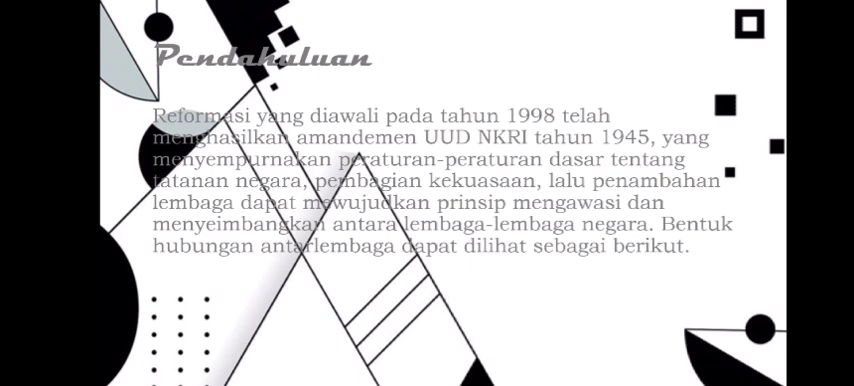 Pendahuluan
Reformasi yang diawali pada tahun 1998 telah
menghasilkan amandemen UUD NKRI tahun 1945, yang
menyempurnakan peraturan-peraturan dasar tentang
tatanan negara, pembagian kekuasaan, lalu penambahan
lembaga dapat mewujudkan prinsip mengawasi dan
menyeimbangkan antara lembaga-lembaga negara. Bentuk
hubungan antarlembaga dapat dilihat sebagai berikut.